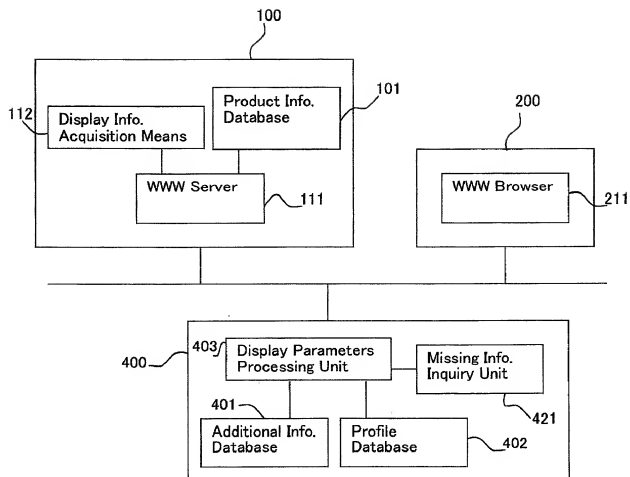 100
112
Display Info.
Acquisition Means
Product Info.
Database
101
WWW Server
111
200
WWW Browser
211
400
403
Display Parameters
Processing Unit
Missing Info.
Inquiry Unit
421
401
Additional Info.
Database
Profile
Database
402